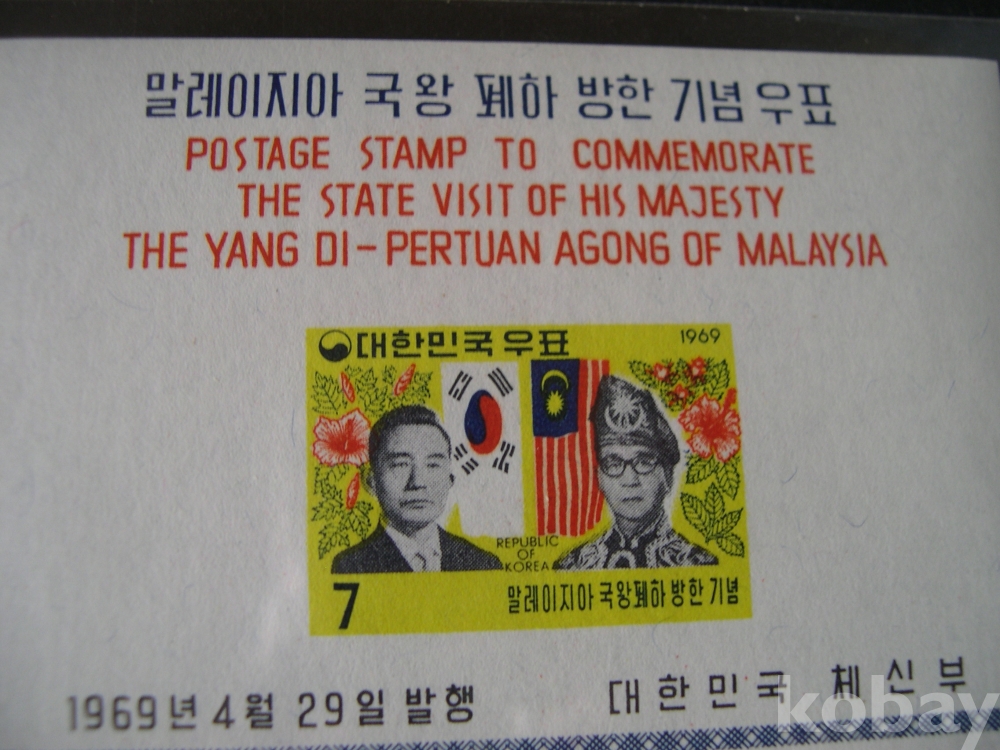 말레이지아 국왕 폐하 방한 기념 우표
POSTAGE STAMP TO COMMEMORATE
THE STATE VISIT OF HIS MAJESTY
THE YANG DI-PERTUAN AGONG OF MALAYSIA
대한민국우표
1969
REPUBLIC
OF
KOREA
7
말레이지아 국왕폐하 방한 기념
1969년 4월 29일 발행
대한민국 체신부
kobay